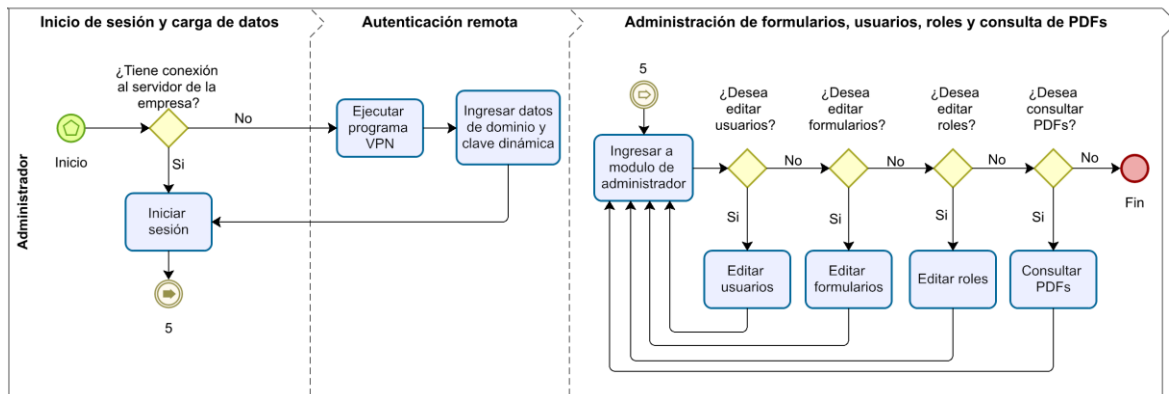 Inicio de sesión y carga de datos
Autenticación remota
Administración de formularios, usuarios, roles y consulta de PDFs
Administrador
¿Tiene conexión
al servidor de la
empresa?
Inicio
No
Si
Iniciar
sesión
5
Ejecutar
programa
VPN
Ingresar datos
de dominio y
clave dinámica
5
Ingresar a
modulo de
administrador
¿Desea
editar
usuarios?
No
Si
Editar
usuarios
¿Desea
editar
formularios?
No
Si
Editar
formularios
¿Desea
editar
roles?
No
Si
Editar roles
¿Desea
consultar
PDFs?
No
Si
Consultar
PDFs
Fin